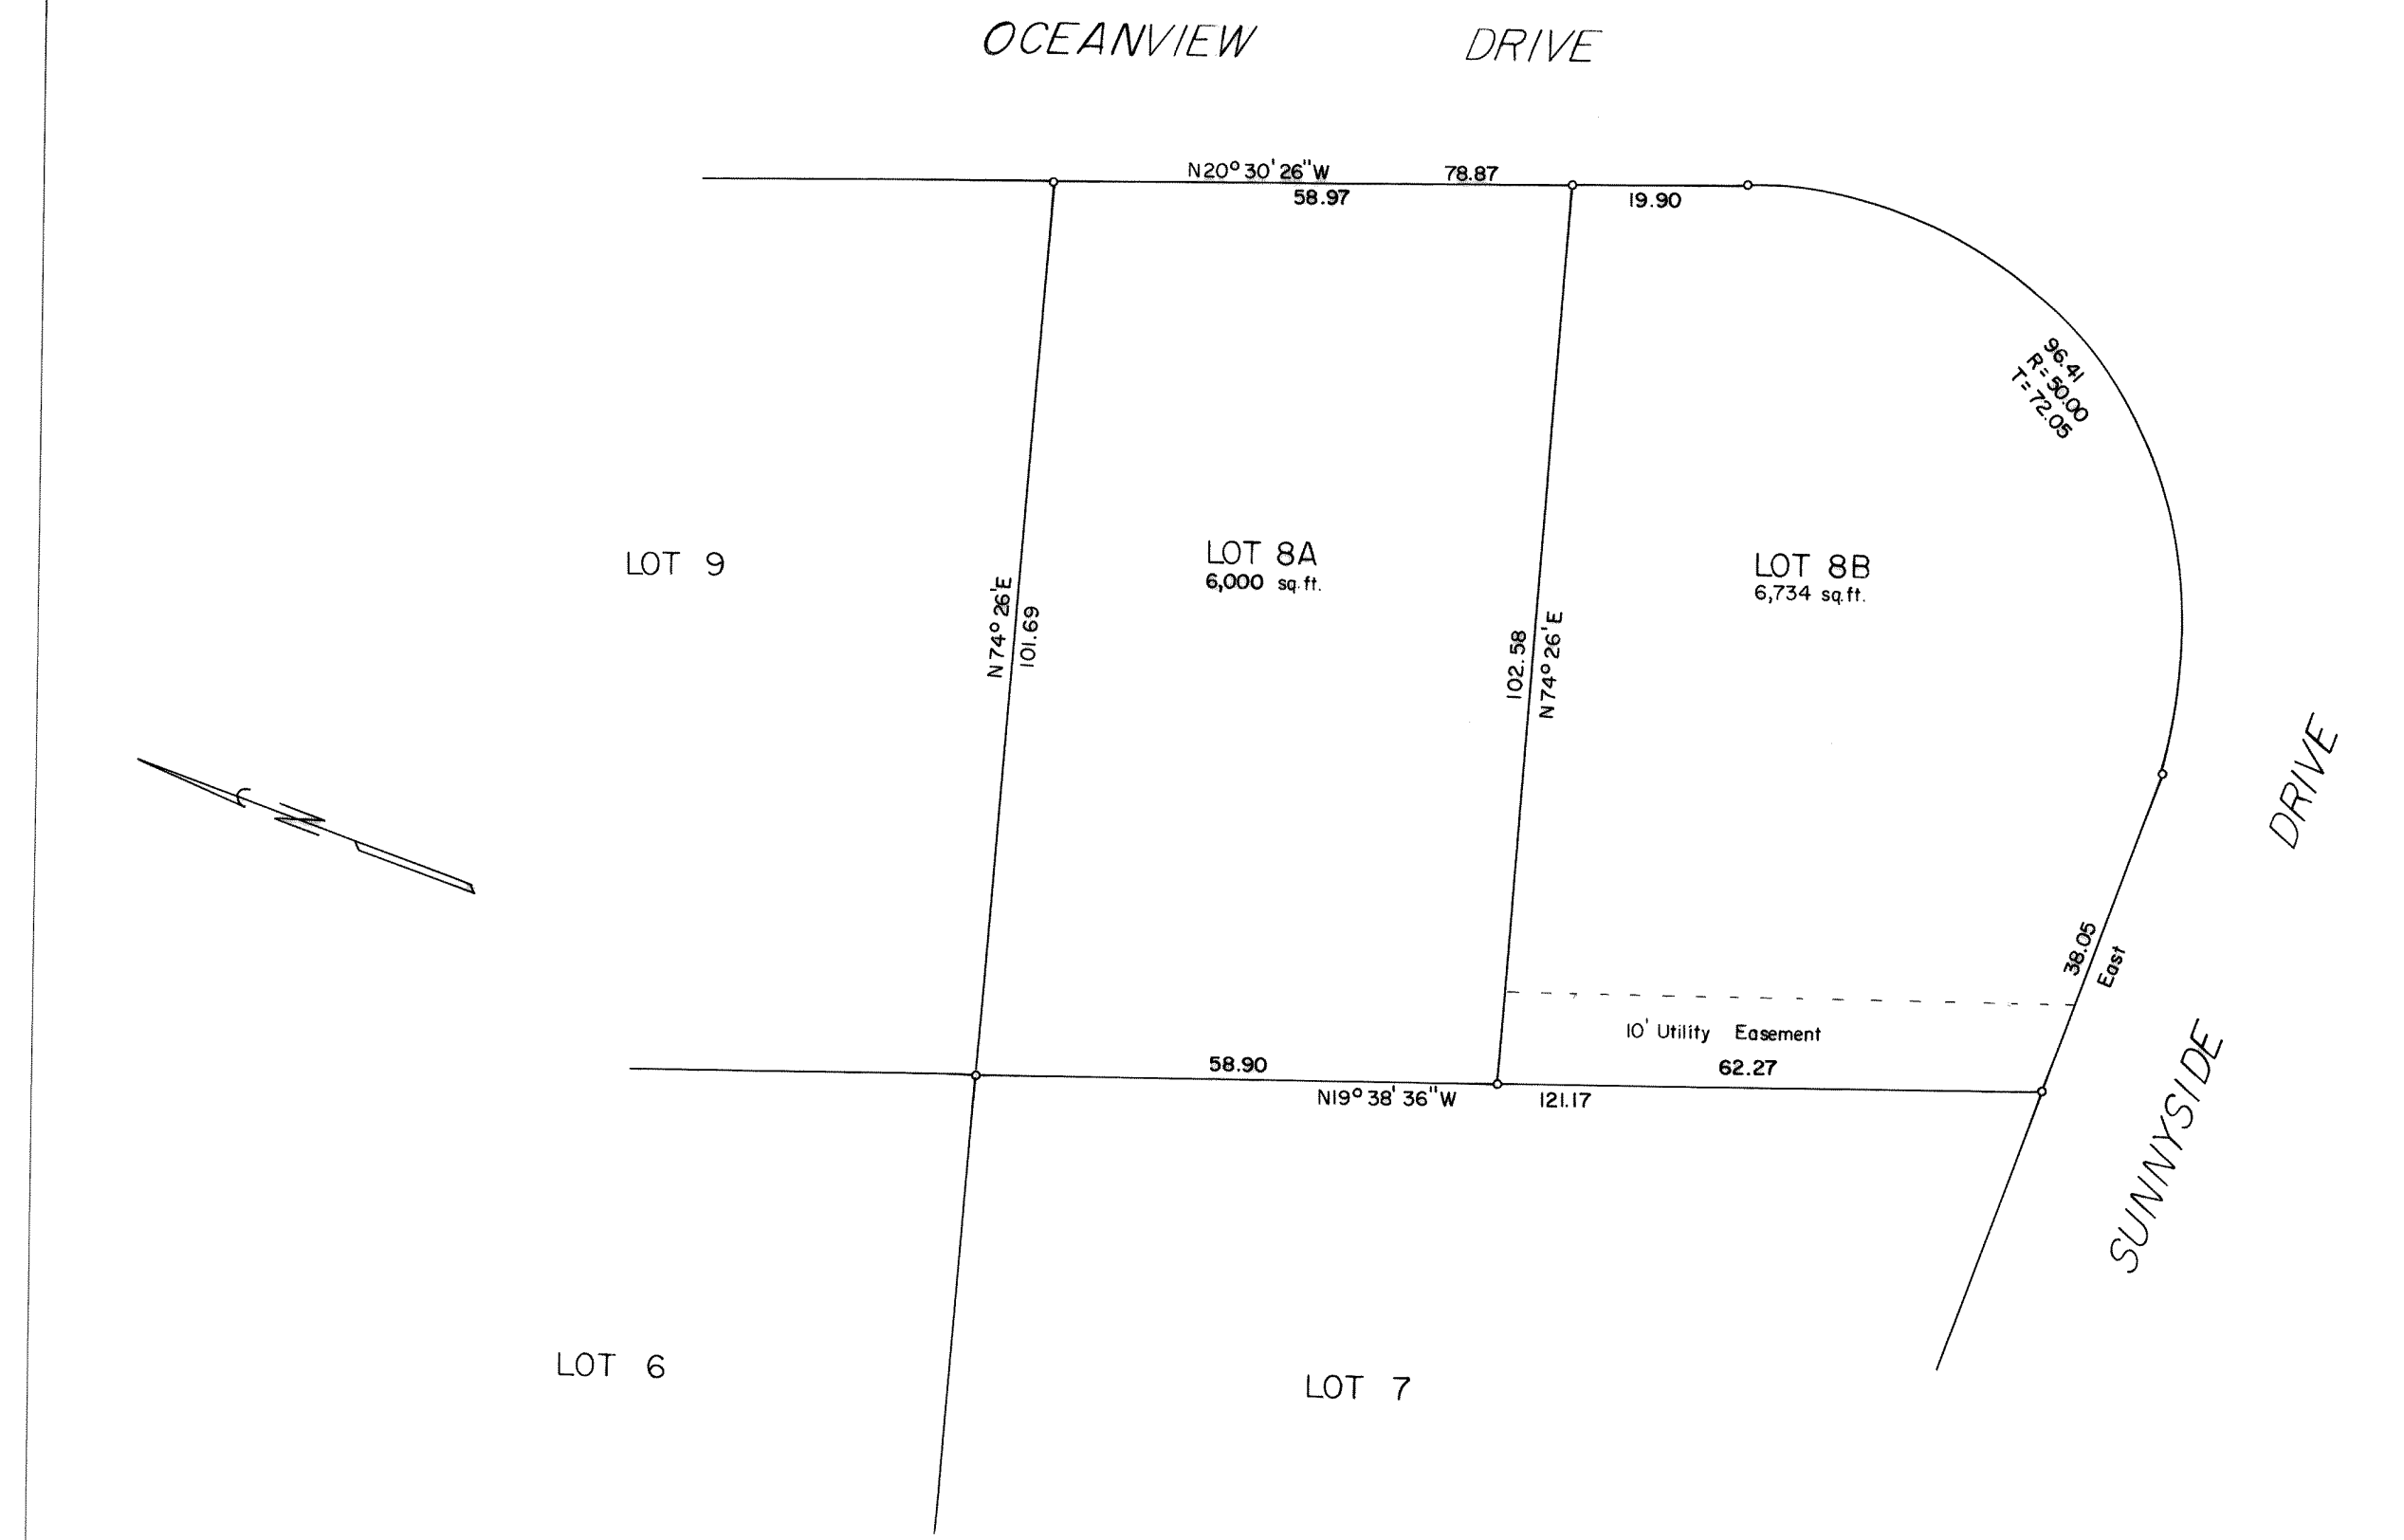 OCEANVIEW DRIVE
N20°30'26"W 78.87
58.97 19.90
96.41
R=50.00
T=72.05
LOT 9
LOT 8A
6,000 sq.ft.
LOT 8B
6,734 sq.ft.
N74°26'E
101.69
102.58
N74°26'E
N
38.05
East
SUNNYSIDE DRIVE
10' Utility Easement
58.90 62.27
N19°38'36"W 121.17
LOT 6
LOT 7